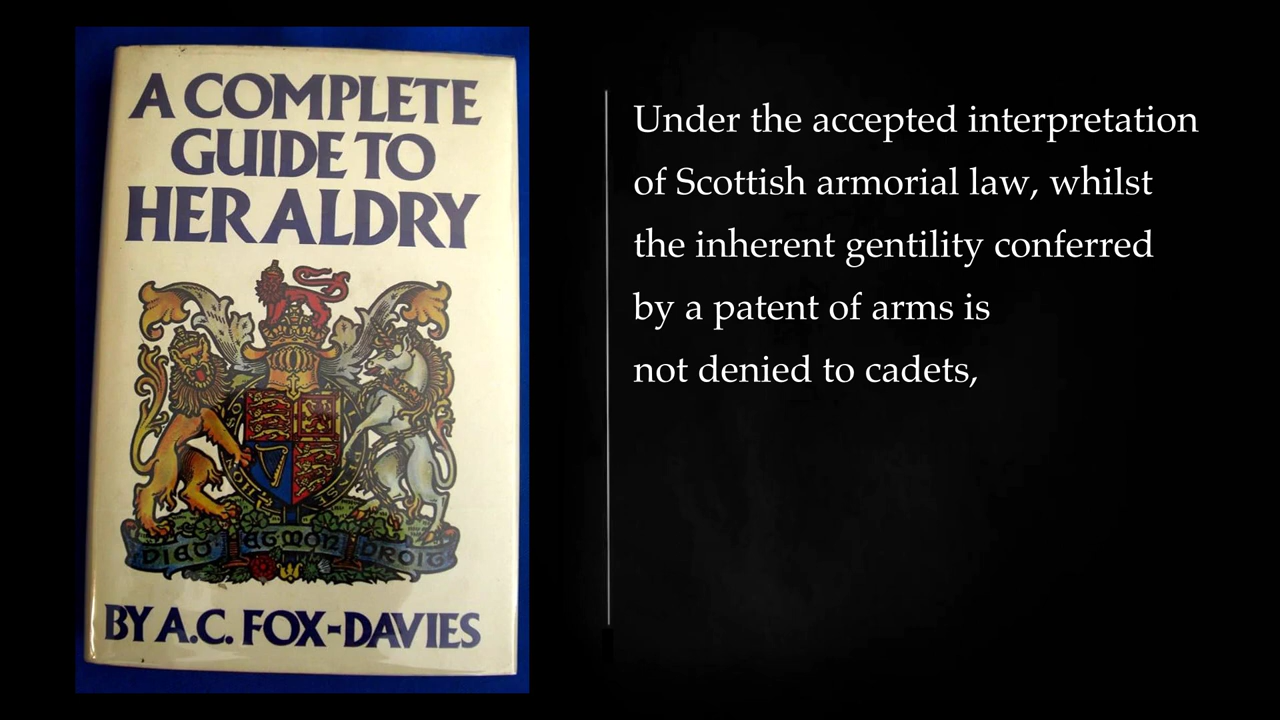 A COMPLETE
GUIDE TO
HERALDRY
DIEU ET MON DROIT
BY A.C. FOX-DAVIES
Under the accepted interpretation
of Scottish armorial law, whilst
the inherent gentility conferred
by a patent of arms is
not denied to cadets,